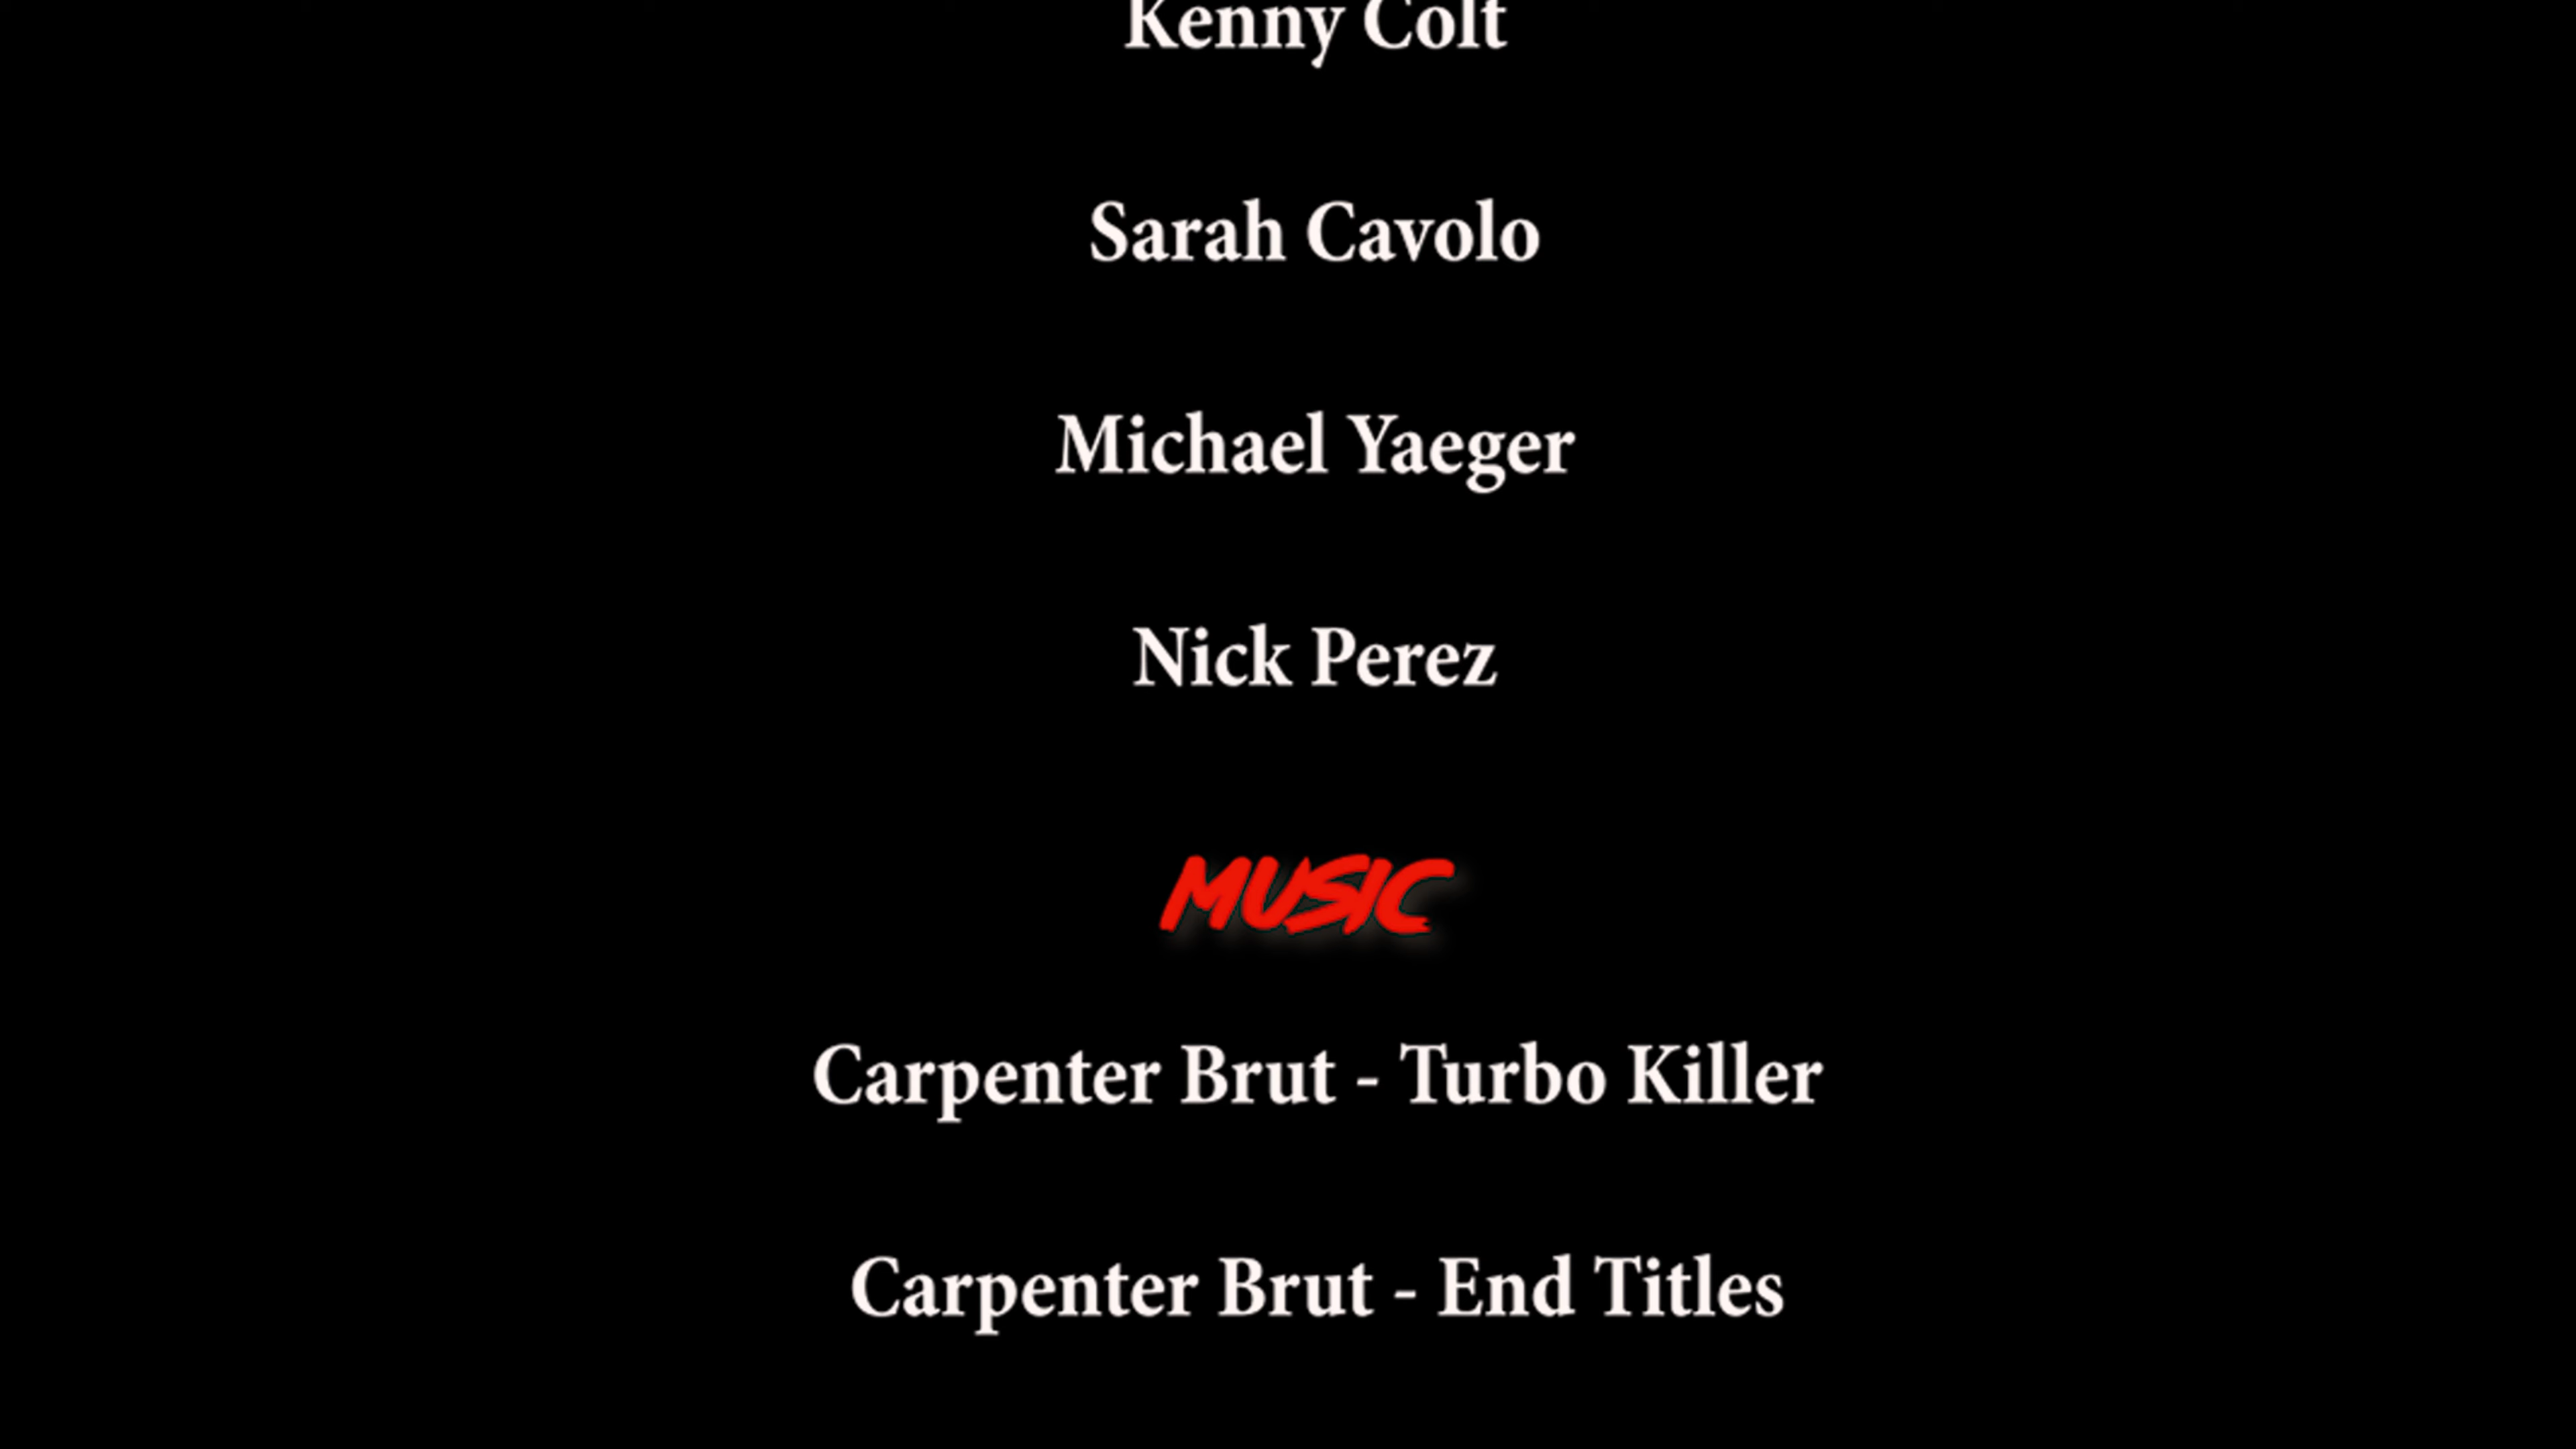 Kenny Colt
Sarah Cavolo
Michael Yaeger
Nick Perez
MUSIC
Carpenter Brut - Turbo Killer
Carpenter Brut - End Titles